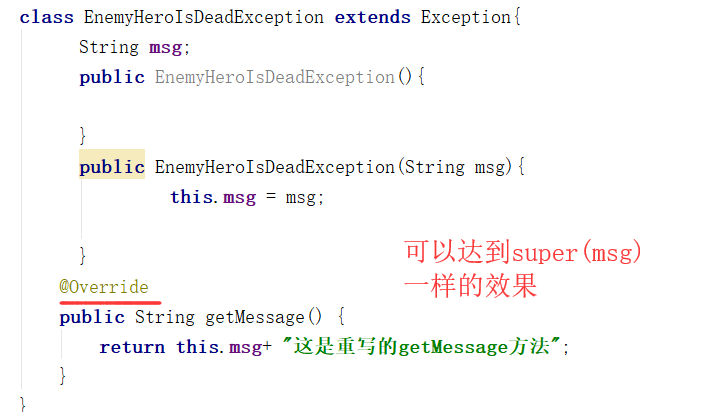 class EnemyHeroIsDeadException extends Exception{
String msg;
public EnemyHeroIsDeadException(){
}
public EnemyHeroIsDeadException(String msg){
this.msg = msg;
}
可以达到super(msg)
一样的效果
@Override
public String getMessage() {
return this.msg+ "这是重写的getMessage方法";
}
}